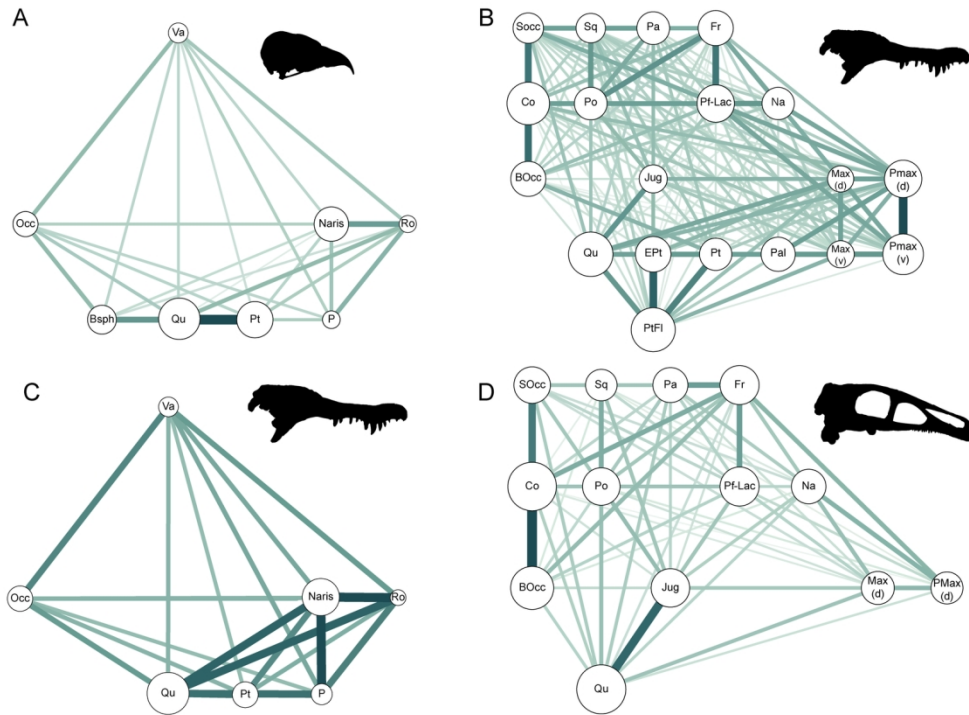 A
Va
Occ
Naris
Ro
Bsph
Qu
Pt
P
B
Socc
Sq
Pa
Fr
Co
Po
Pf-Lac
Na
BOcc
Jug
Max
(d)
Pmax
(d)
Qu
EPt
Pt
Pal
Max
(v)
Pmax
(v)
PtFl
C
Va
Occ
Naris
Ro
Qu
Pt
P
D
SOcc
Sq
Pa
Fr
Co
Po
Pf-Lac
Na
BOcc
Jug
Max
(d)
PMax
(d)
Qu